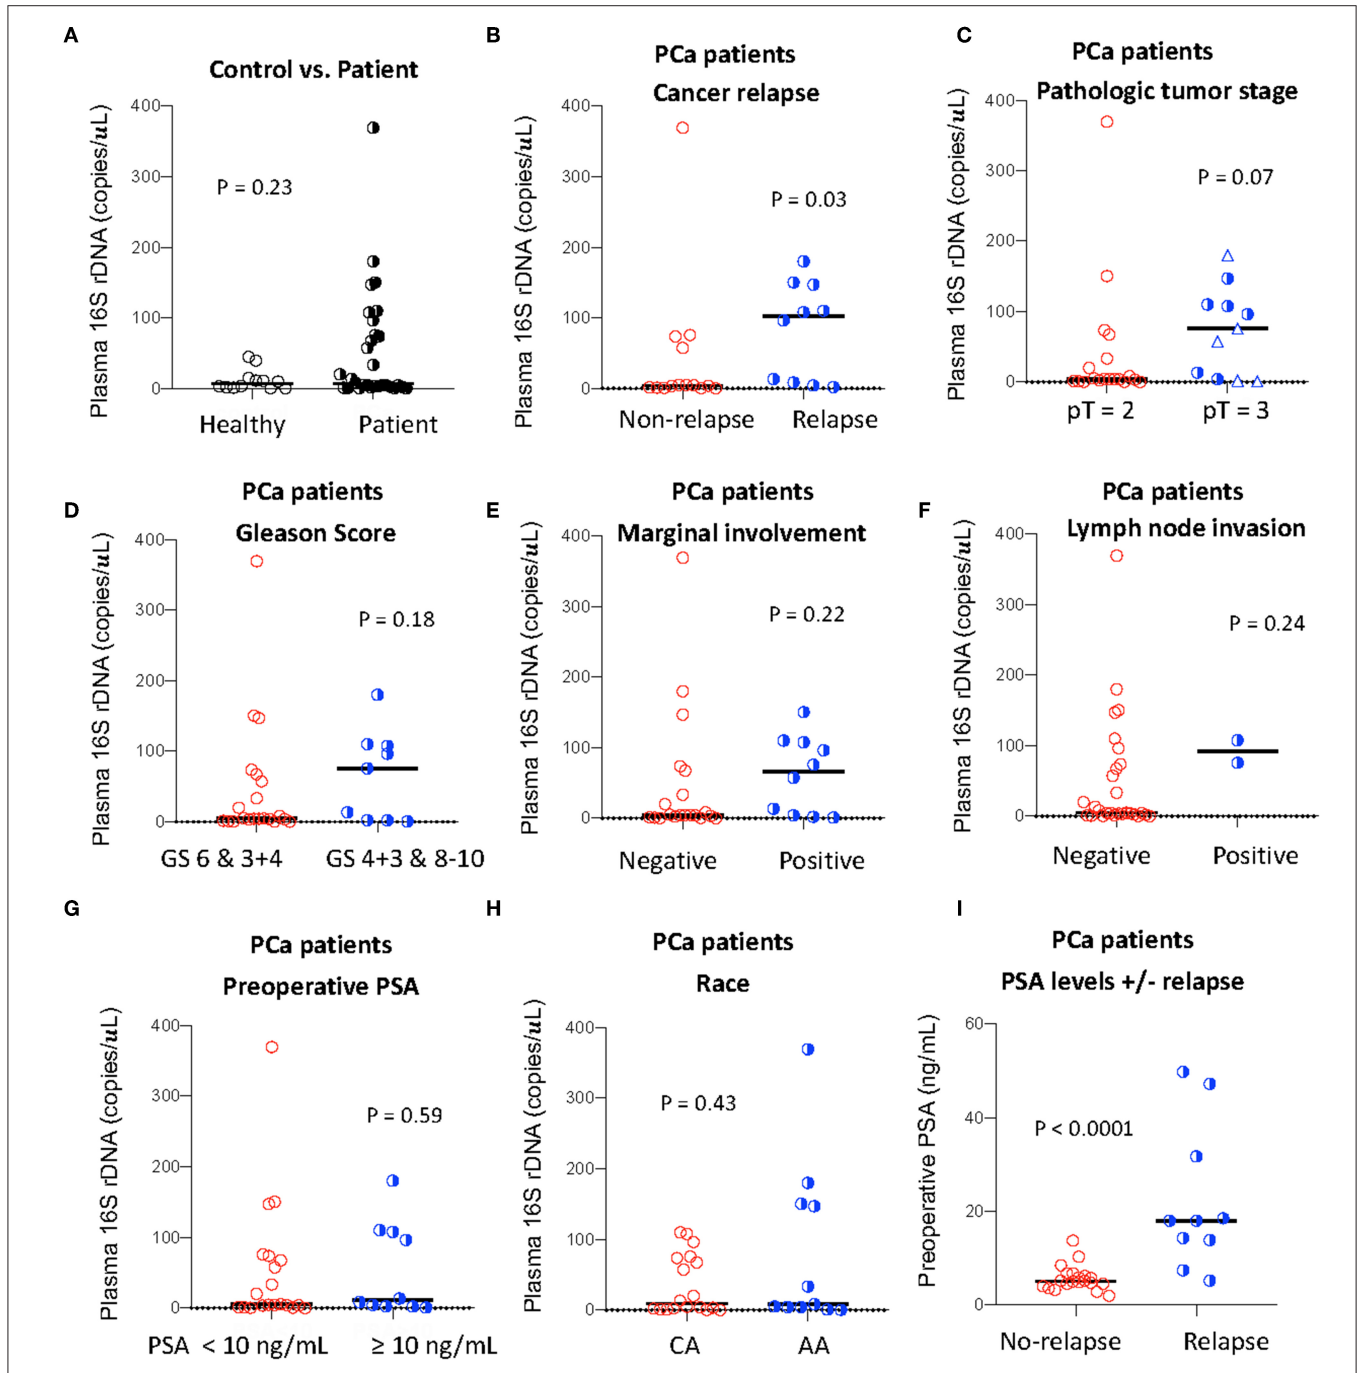 A
Control vs. Patient
Plasma 16S rDNA (copies/uL)
400
300
200
100
0
P = 0.23
Healthy
Patient
B
PCa patients
Cancer relapse
Plasma 16S rDNA (copies/uL)
400
300
200
100
0
P = 0.03
Non-relapse
Relapse
C
PCa patients
Pathologic tumor stage
Plasma 16S rDNA (copies/uL)
400
300
200
100
0
P = 0.07
pT = 2
pT = 3
D
PCa patients
Gleason Score
Plasma 16S rDNA (copies/uL)
400
300
200
100
0
P = 0.18
GS 6 & 3+4
GS 4+3 & 8-10
E
PCa patients
Marginal involvement
Plasma 16S rDNA (copies/uL)
400
300
200
100
0
P = 0.22
Negative
Positive
F
PCa patients
Lymph node invasion
Plasma 16S rDNA (copies/uL)
400
300
200
100
0
P = 0.24
Negative
Positive
G
PCa patients
Preoperative PSA
Plasma 16S rDNA (copies/uL)
400
300
200
100
0
P = 0.59
PSA < 10 ng/mL
≥ 10 ng/mL
H
PCa patients
Race
Plasma 16S rDNA (copies/uL)
400
300
200
100
0
P = 0.43
CA
AA
I
PCa patients
PSA levels +/- relapse
Preoperative PSA (ng/mL)
60
40
20
0
P < 0.0001
No-relapse
Relapse